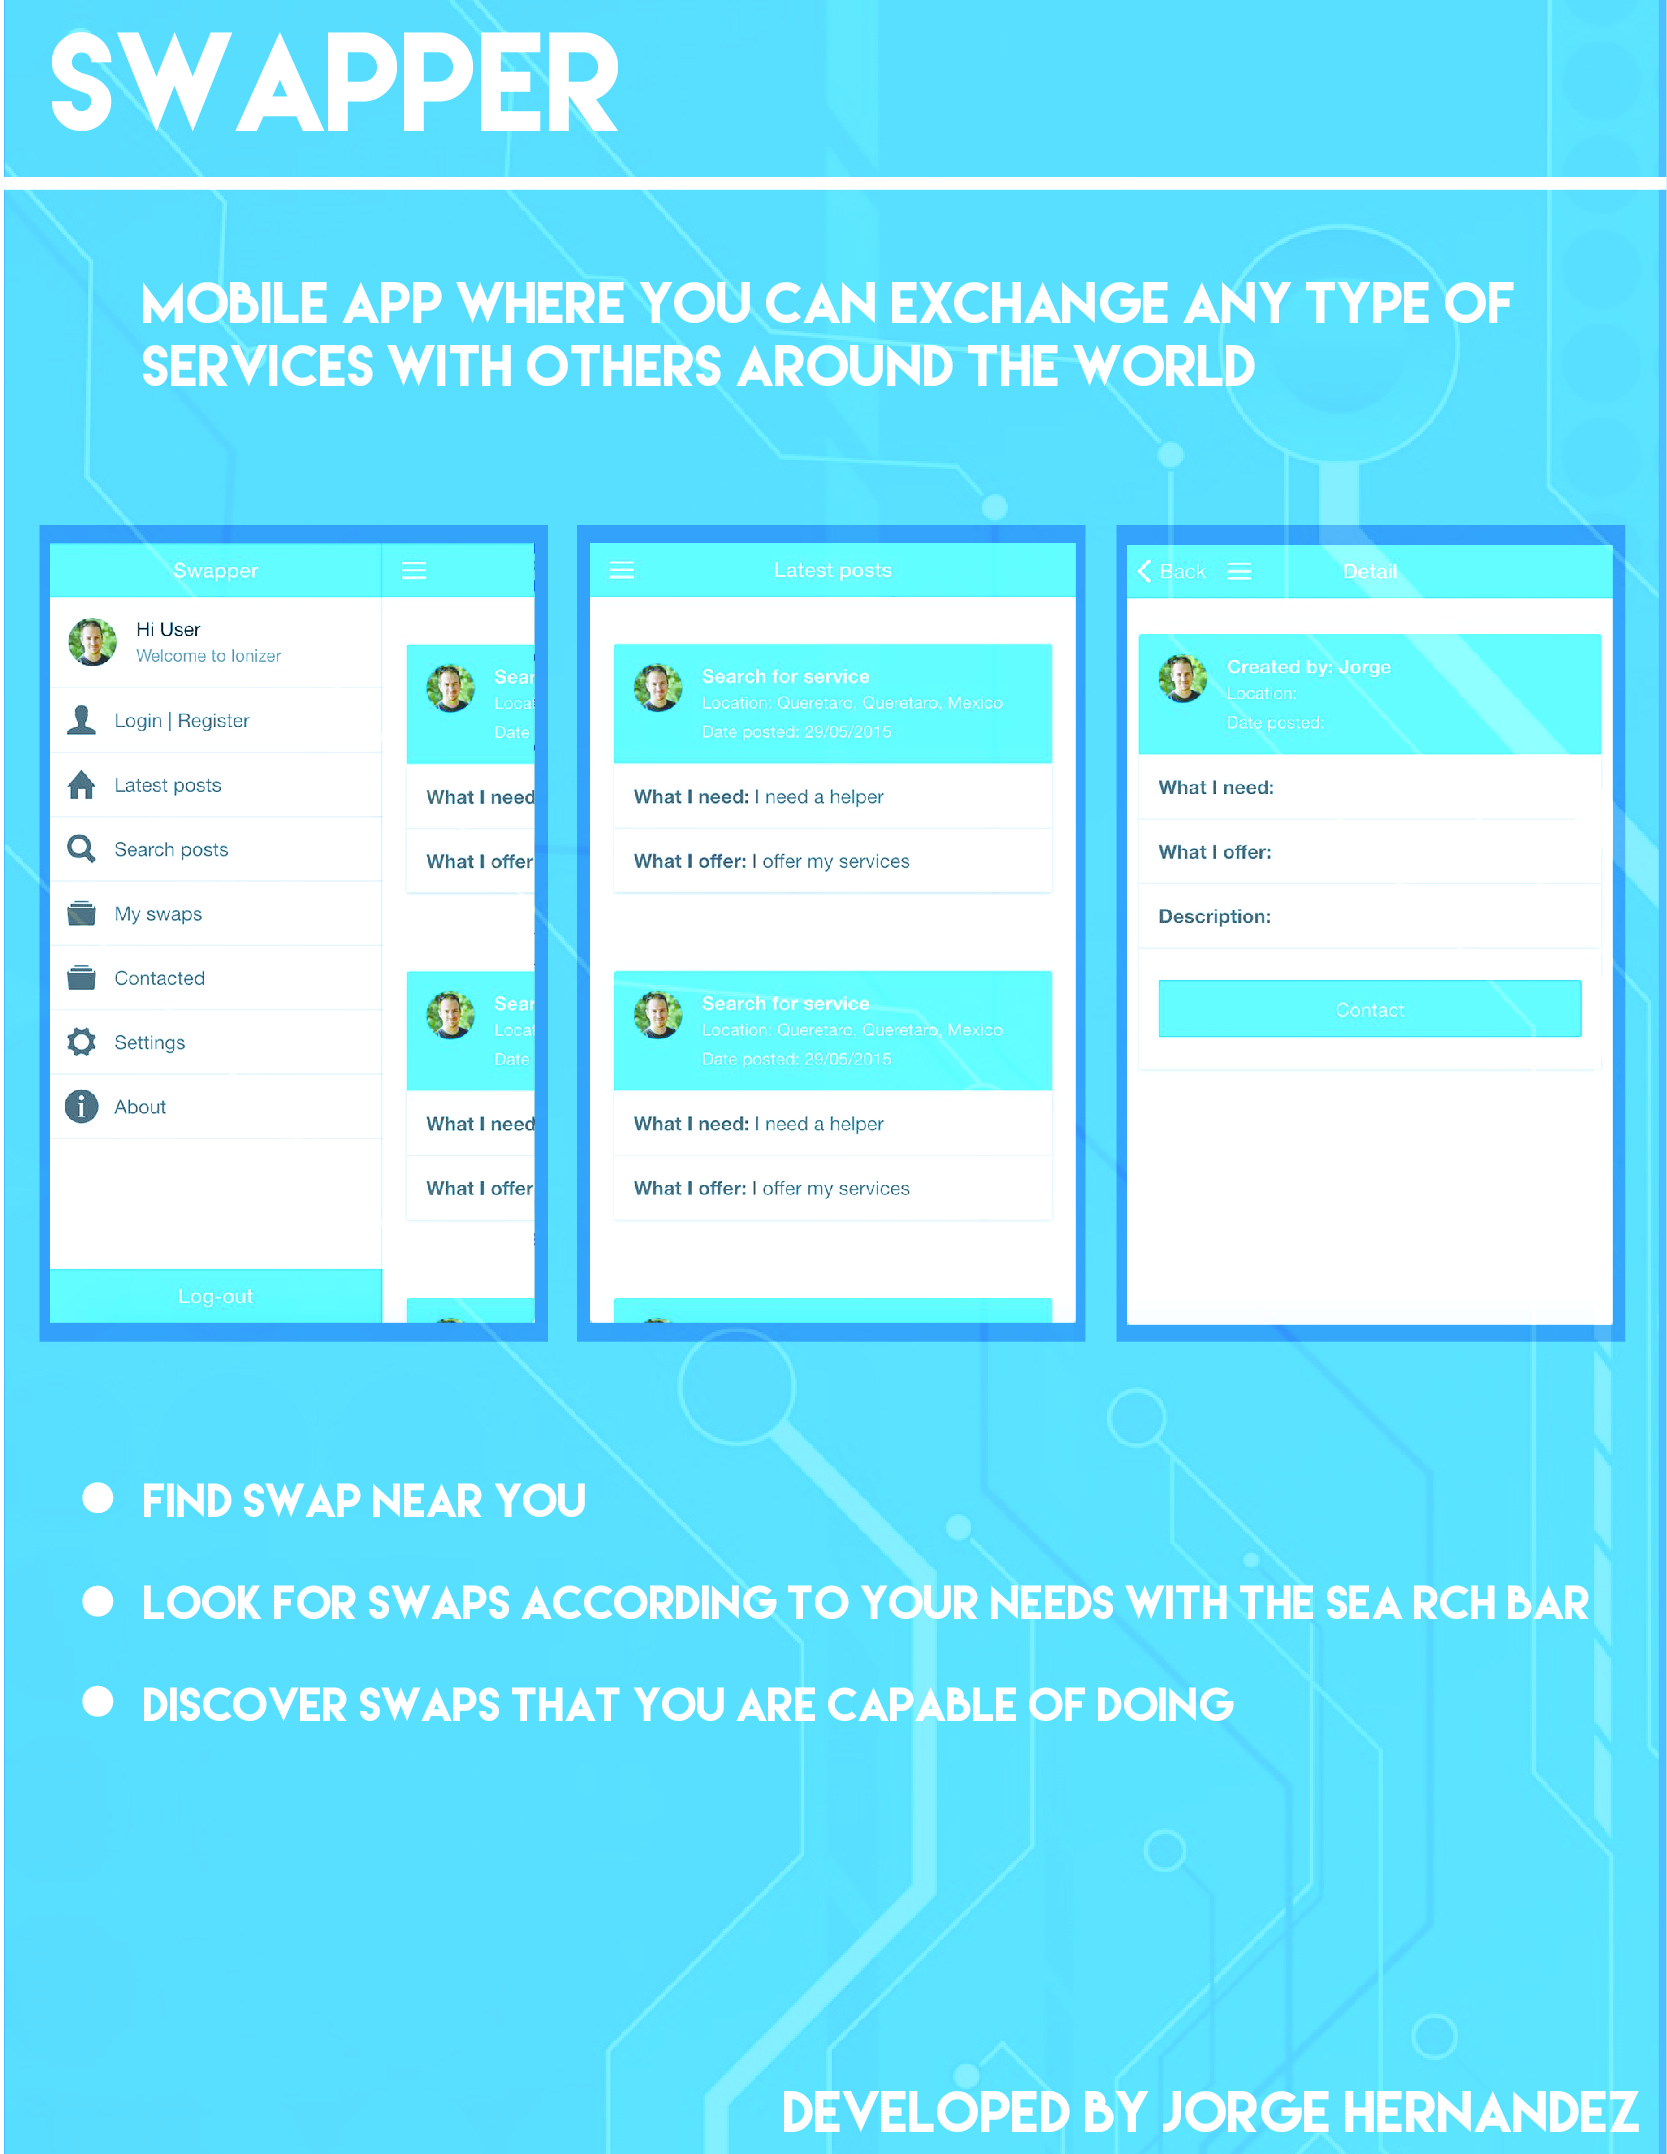 SWAPPER
MOBILE APP WHERE YOU CAN EXCHANGE ANY TYPE OF
SERVICES WITH OTHERS AROUND THE WORLD
Swapper
Hi User
Welcome to Ionizer
Login | Register
Latest posts
Search posts
My swaps
Contacted
Settings
About
Log-out
Sear
Locat
Date
What I need
What I offer
Sear
Locat
Date
What I need
What I offer
Latest posts
Search for service
Location: Queretaro, Queretaro, Mexico
Date posted: 29/05/2015
What I need: I need a helper
What I offer: I offer my services
Search for service
Location: Queretaro, Queretaro, Mexico
Date posted: 29/05/2015
What I need: I need a helper
What I offer: I offer my services
Back
Detail
Created by: Jorge
Location:
Date posted:
What I need:
What I offer:
Description:
Contact
FIND SWAP NEAR YOU
LOOK FOR SWAPS ACCORDING TO YOUR NEEDS WITH THE SEA RCH BAR
DISCOVER SWAPS THAT YOU ARE CAPABLE OF DOING
DEVELOPED BY JORGE HERNANDEZ